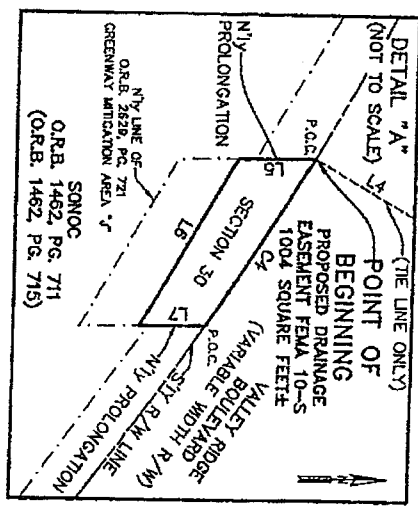 DETAIL "A"
(NOT TO SCALE)
(TIE LINE ONLY)
POINT OF
BEGINNING
PROPOSED DRAINAGE
EASEMENT FEMA 10-S
1004 SQUARE FEET±
N'ly
PROLONGATION
P.O.C.
L5
C4
SECTION 30
L6
L7
P.O.C.
VALLEY RIDGE
BOULEVARD
(VARIABLE WIDTH R/W)
S'LY R/W LINE
N'ly PROLONGATION
N'ly LINE OF
O.R.B. 2629, PG. 721
GREENWAY MITIGATION AREA "J"
SONOC
O.R.B. 1462, PG. 711
(O.R.B. 1462, PG. 715)